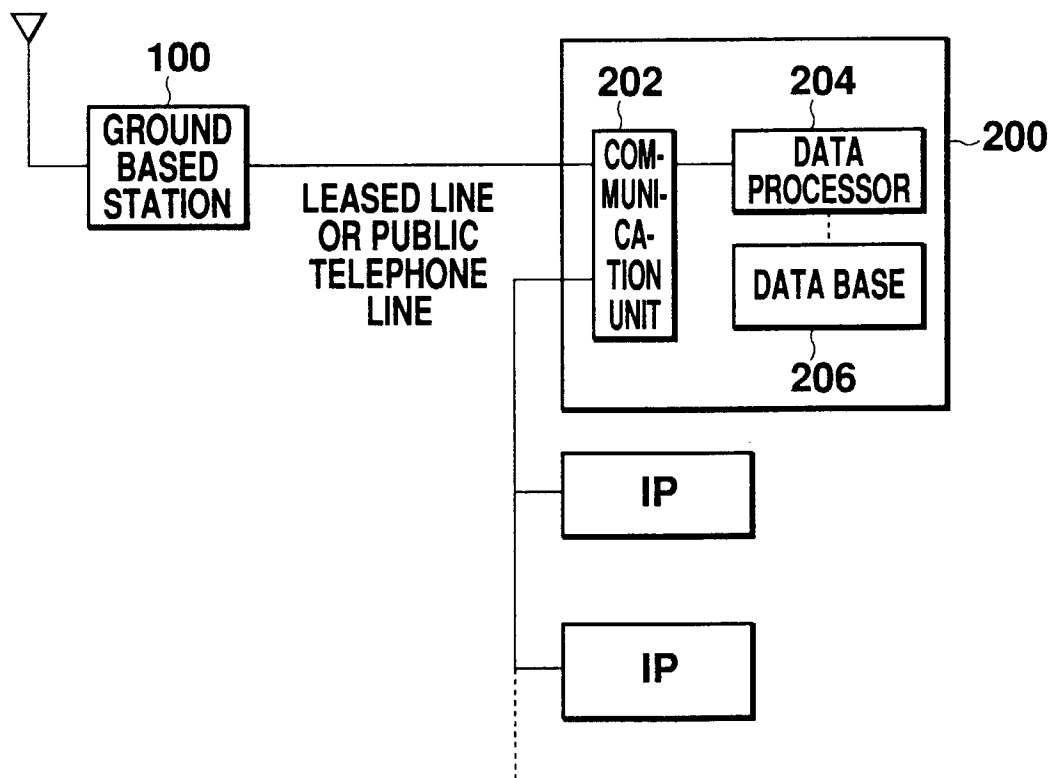 100
GROUND
BASED
STATION
LEASED LINE
OR PUBLIC
TELEPHONE
LINE
202
COM-
MUNI-
CA-
TION
UNIT
204
DATA
PROCESSOR
200
DATA BASE
206
IP
IP